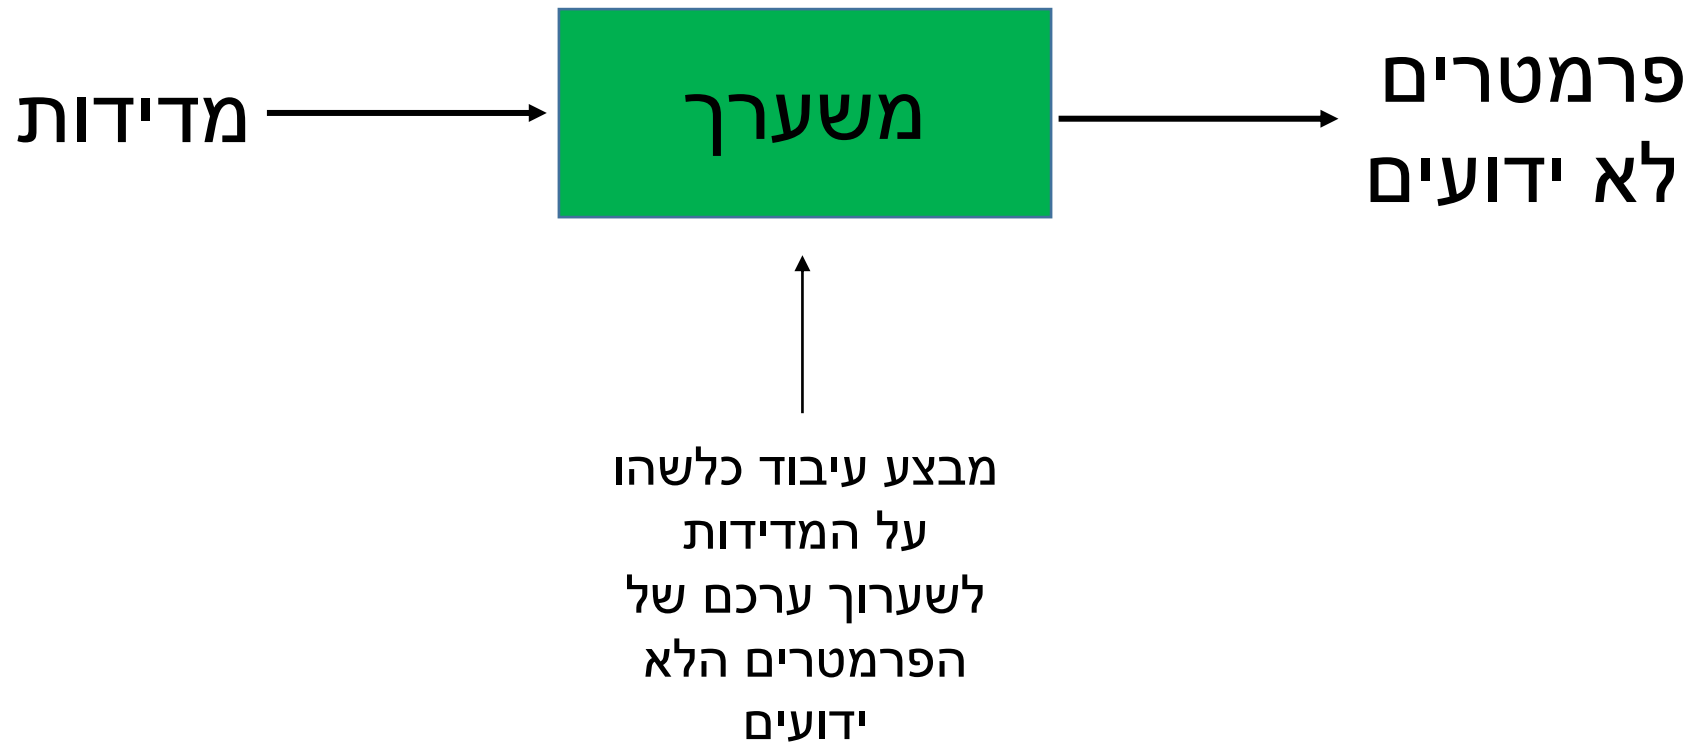 מדידות
משערך
פרמטרים
לא ידועים
מבצע עיבוד כלשהו
על המדידות
לשערוך ערכם של
הפרמטרים הלא
ידועים